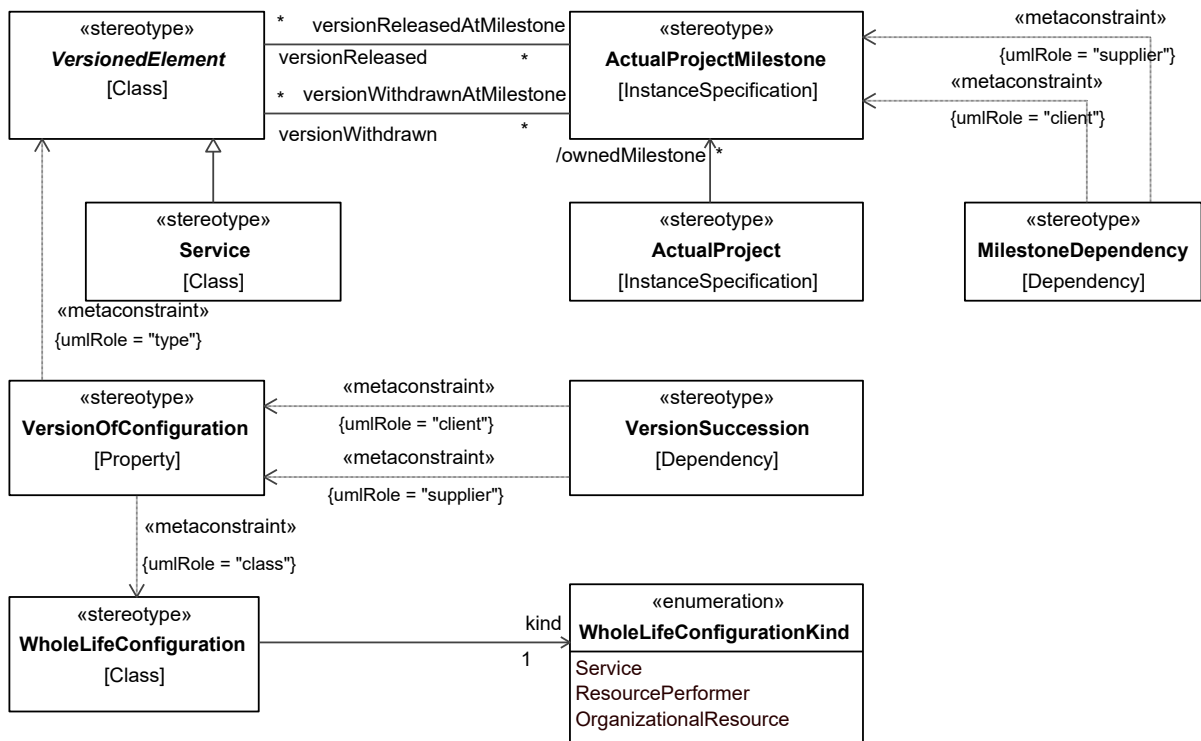 «stereotype»
VersionedElement
[Class]
* versionReleasedAtMilestone
versionReleased *
* versionWithdrawnAtMilestone
versionWithdrawn *
«stereotype»
ActualProjectMilestone
[InstanceSpecification]
«metaconstraint»
{umlRole = "supplier"}
«metaconstraint»
{umlRole = "client"}
/ownedMilestone *
«stereotype»
Service
[Class]
«stereotype»
ActualProject
[InstanceSpecification]
«stereotype»
MilestoneDependency
[Dependency]
«metaconstraint»
{umlRole = "type"}
«stereotype»
VersionOfConfiguration
[Property]
«metaconstraint»
{umlRole = "client"}
«metaconstraint»
{umlRole = "supplier"}
«stereotype»
VersionSuccession
[Dependency]
«metaconstraint»
{umlRole = "class"}
«stereotype»
WholeLifeConfiguration
[Class]
kind
1
«enumeration»
WholeLifeConfigurationKind
Service
ResourcePerformer
OrganizationalResource